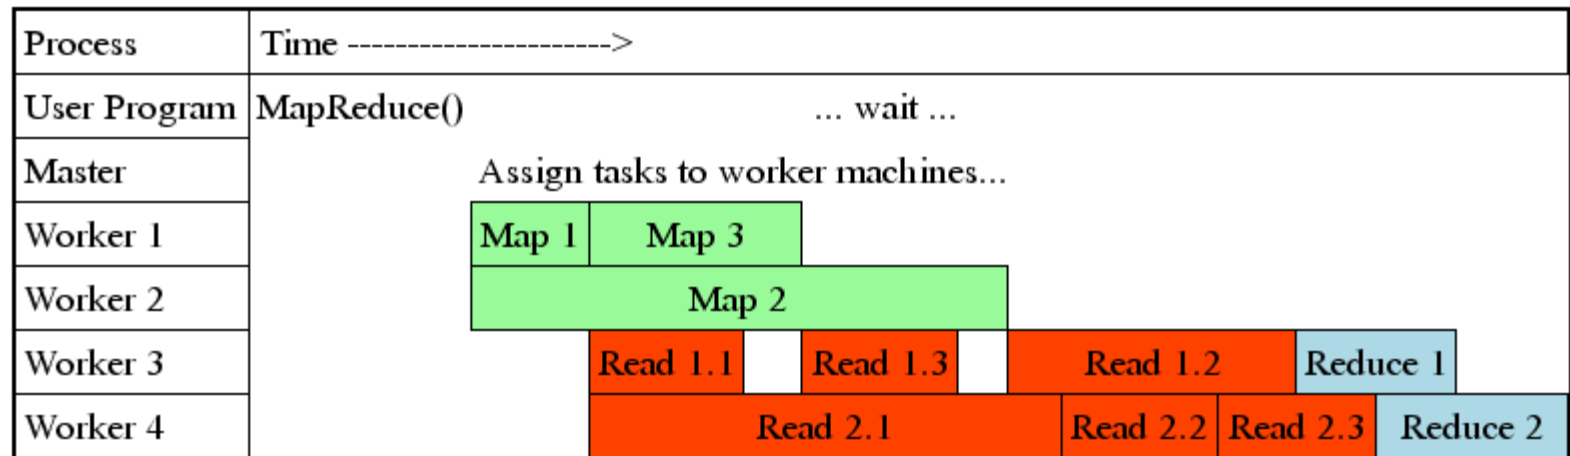 Process Time ---------------------->
User Program MapReduce() ... wait ...
Master Assign tasks to worker machines...
Worker 1 Map 1 Map 3
Worker 2 Map 2
Worker 3 Read 1.1 Read 1.3 Read 1.2 Reduce 1
Worker 4 Read 2.1 Read 2.2 Read 2.3 Reduce 2